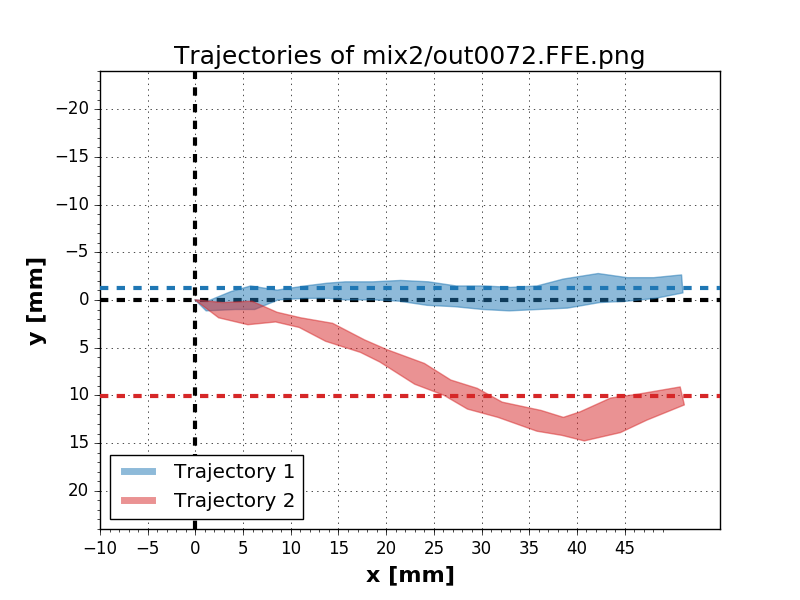 Trajectories of mix2/out0072.FFE.png
−20
−15
−10
−5
0
5
10
15
20
y [mm]
Trajectory 1
Trajectory 2
−10 −5 0 5 10 15 20 25 30 35 40 45
x [mm]